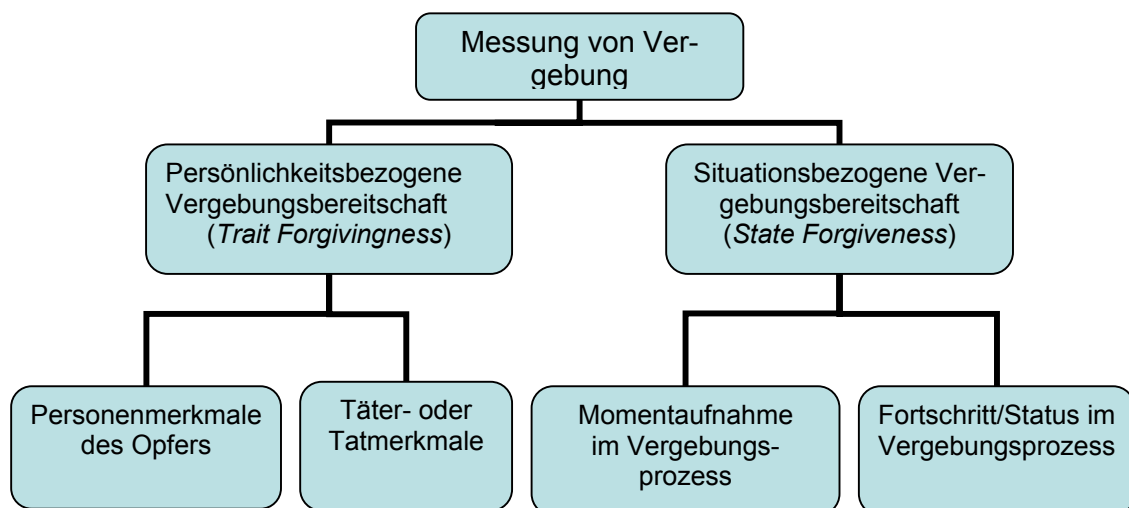 Messung von Ver-
gebung
Persönlichkeitsbezogene
Vergebungsbereitschaft
(Trait Forgivingness)
Situationsbezogene Ver-
gebungsbereitschaft
(State Forgiveness)
Personenmerkmale
des Opfers
Täter- oder
Tatmerkmale
Momentaufnahme
im Vergebungs-
prozess
Fortschritt/Status im
Vergebungsprozess